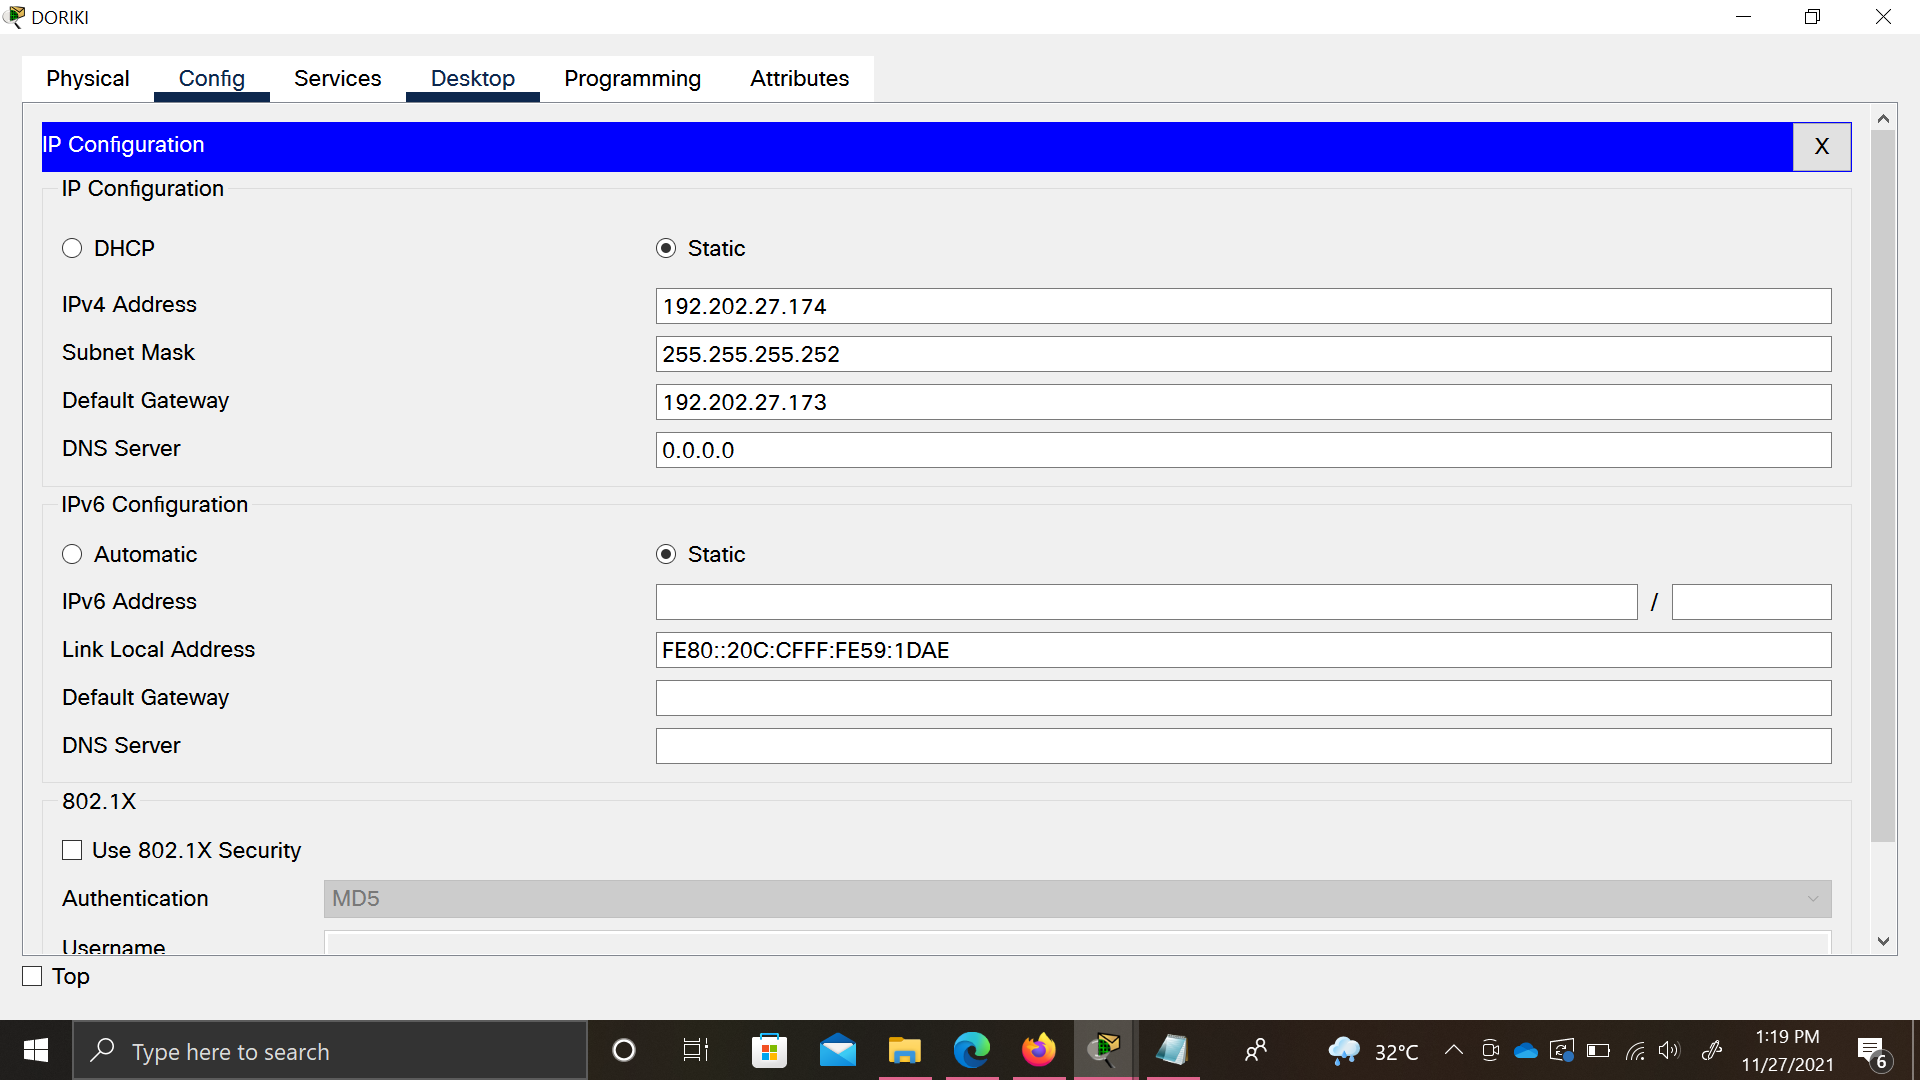 DORIKI
Physical Config Services Desktop Programming Attributes
IP Configuration X
IP Configuration
DHCP Static
IPv4 Address 192.202.27.174
Subnet Mask 255.255.255.252
Default Gateway 192.202.27.173
DNS Server 0.0.0.0
IPv6 Configuration
Automatic Static
IPv6 Address /
Link Local Address FE80::20C:CFFF:FE59:1DAE
Default Gateway
DNS Server
802.1X
Use 802.1X Security
Authentication MD5
Username
Top
Type here to search 32°C 1:19 PM
11/27/2021 6